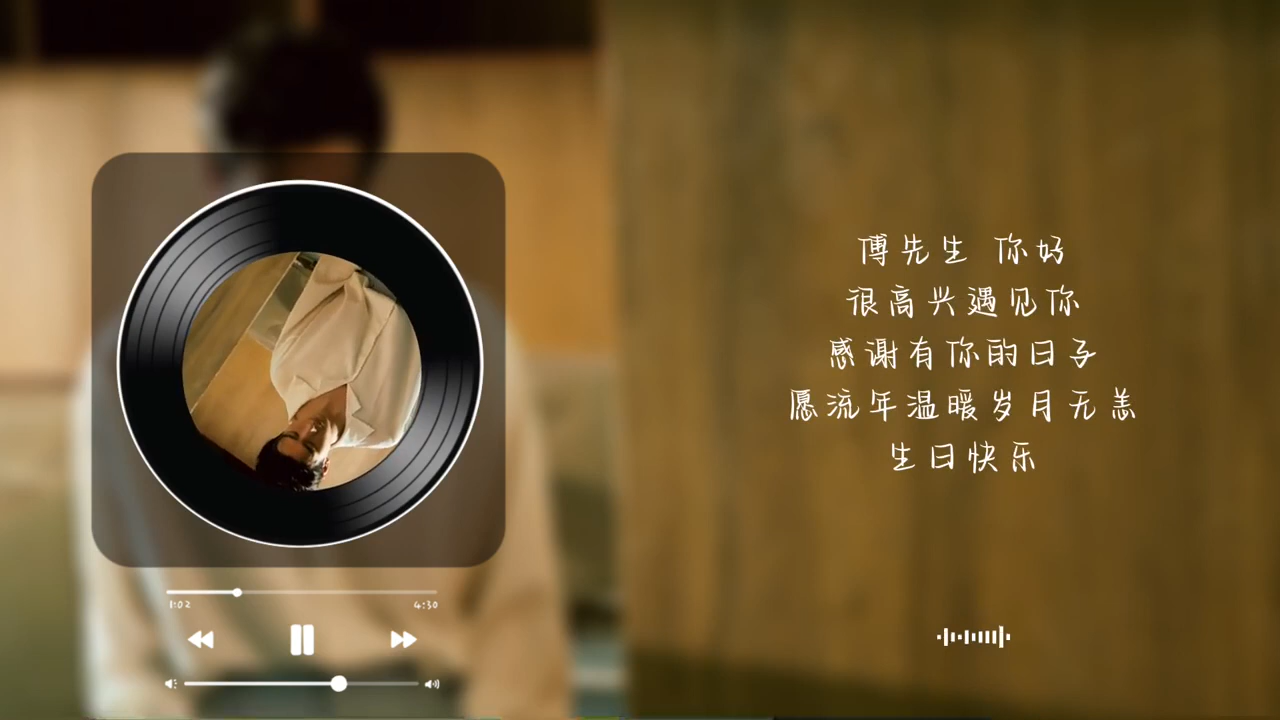 傅先生 你好
很高兴遇见你
感谢有你的日子
愿流年温暖岁月无恙
生日快乐
1:02
4:30